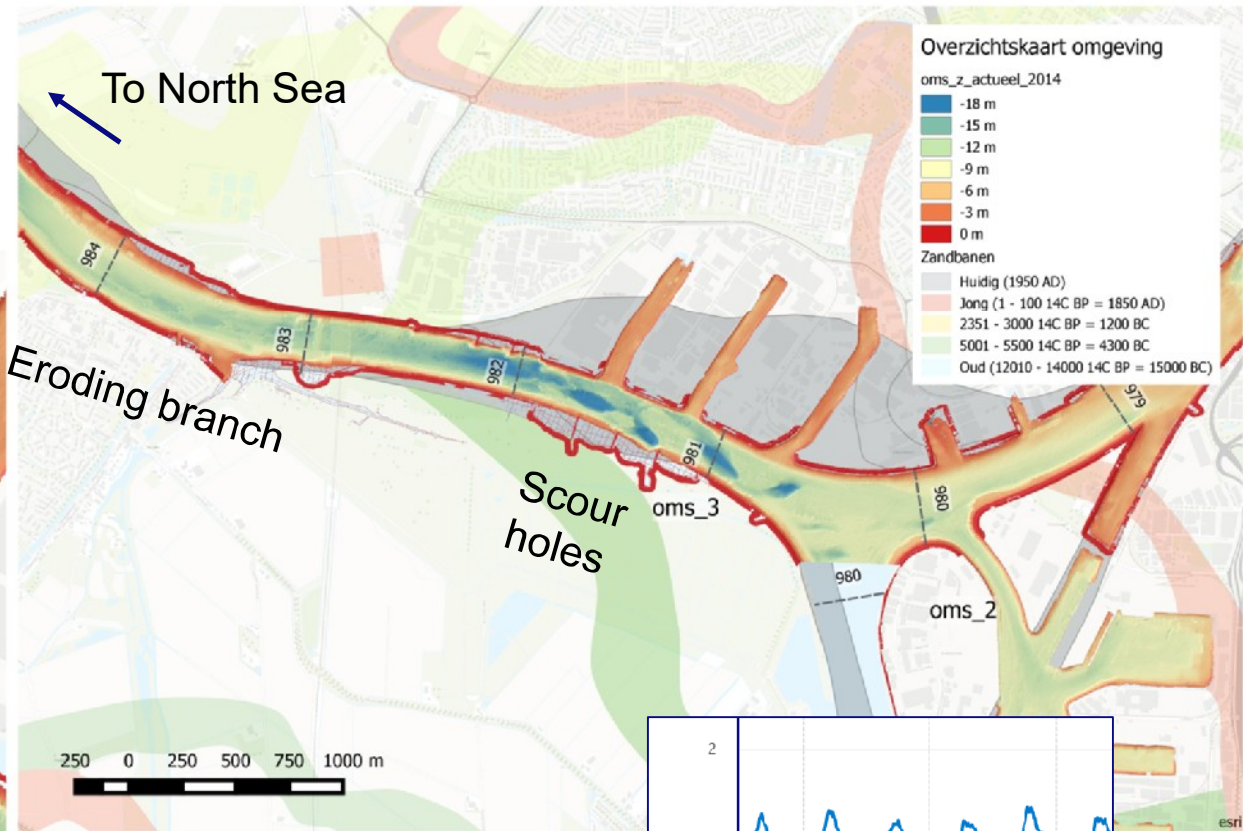 To North Sea
Overzichtskaart omgeving
oms_z_actueel_2014
-18 m
-15 m
-12 m
-9 m
-6 m
-3 m
0 m
Zandbanen
Huidig (1950 AD)
Jong (1 - 100 14C BP = 1850 AD)
2351 - 3000 14C BP = 1200 BC
5001 - 5500 14C BP = 4300 BC
Oud (12010 - 14000 14C BP = 15000 BC)
984
983
982
981
980
979
Eroding branch
Scour
holes
oms_3
980
oms_2
250 0 250 500 750 1000 m
2
esri